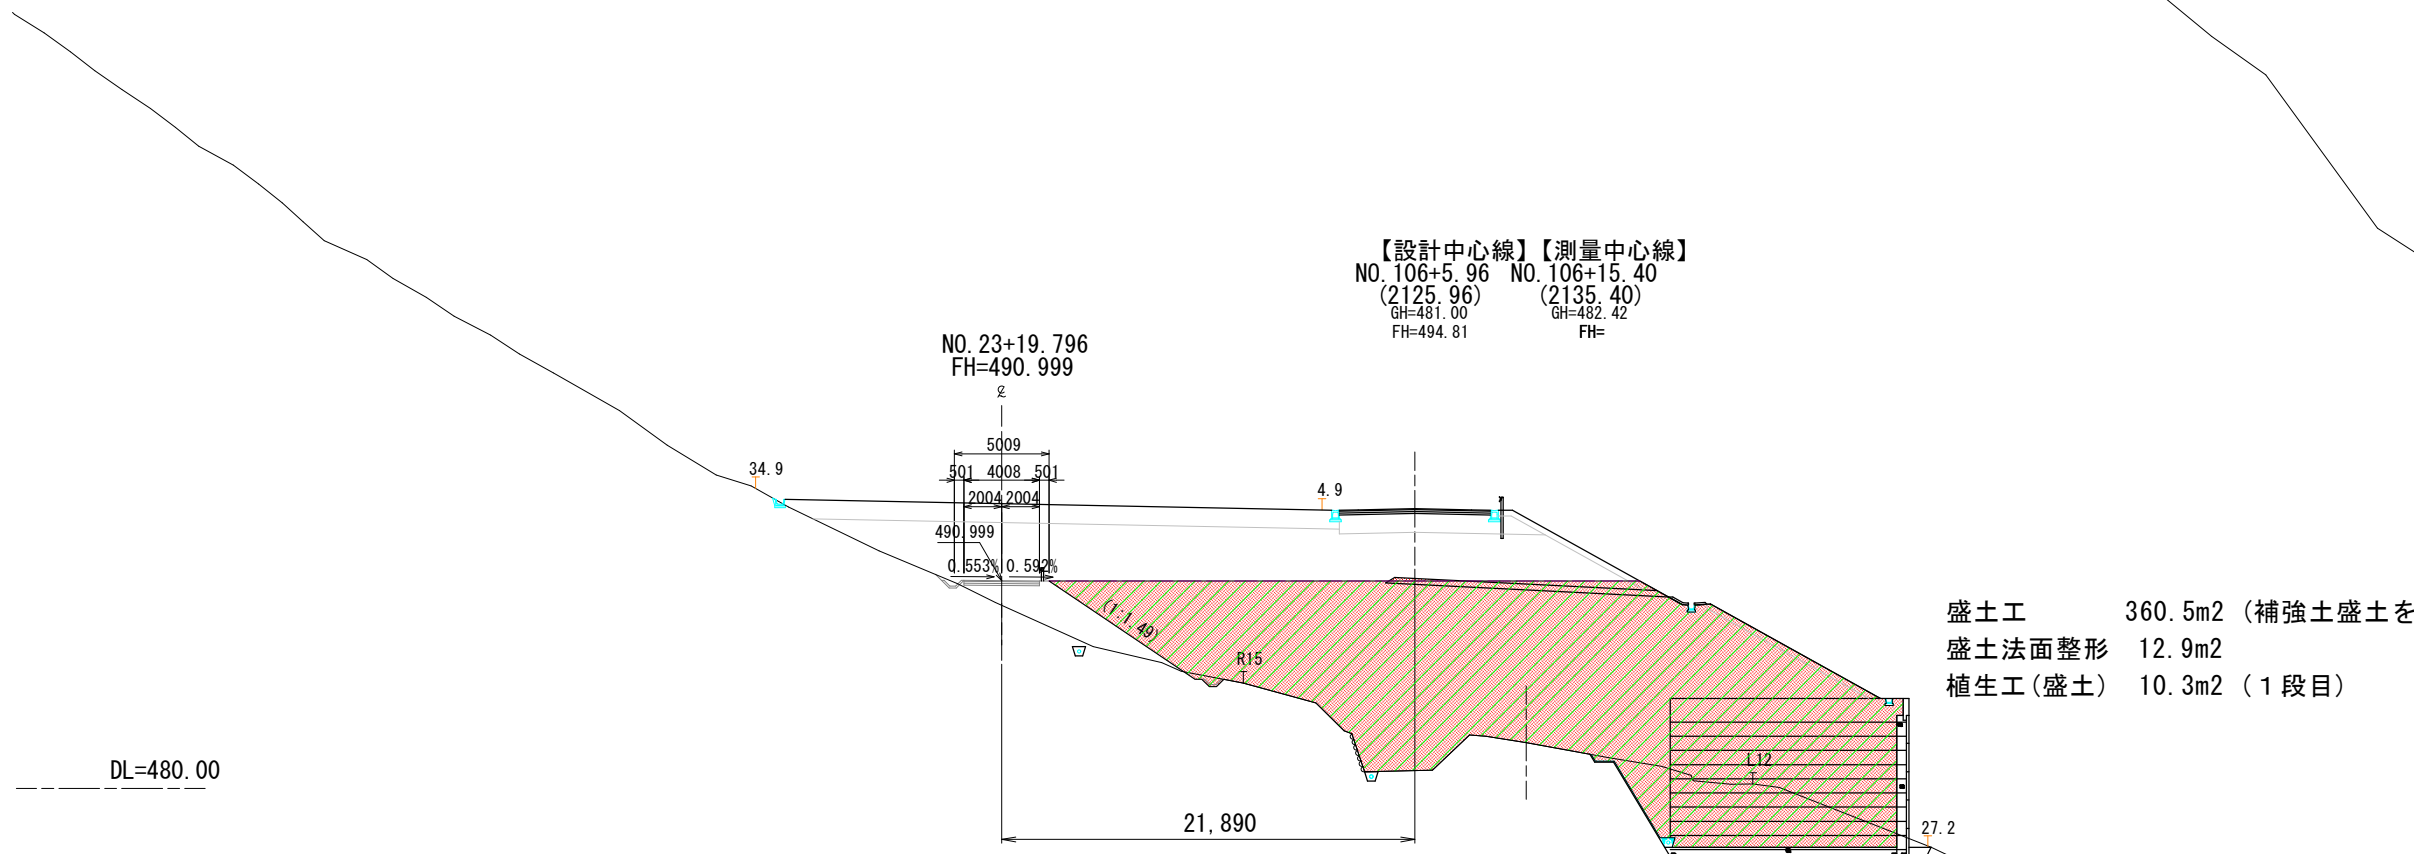 【設計中心線】【測量中心線】
NO.106+5.96 NO.106+15.40
(2125.96) (2135.40)
GH=481.00 GH=482.42
FH=494.81 FH=
NO.23+19.796
FH=490.999
5009
34.9
501 4008 501
4.9
2004 2004
490.999
0.553% 0.592%
(1:1.49)
盛土工 360.5m2 (補強土盛土を
盛土法面整形 12.9m2
R15
植生工(盛土) 10.3m2 (1段目)
L12
DL=480.00
21,890
27.2